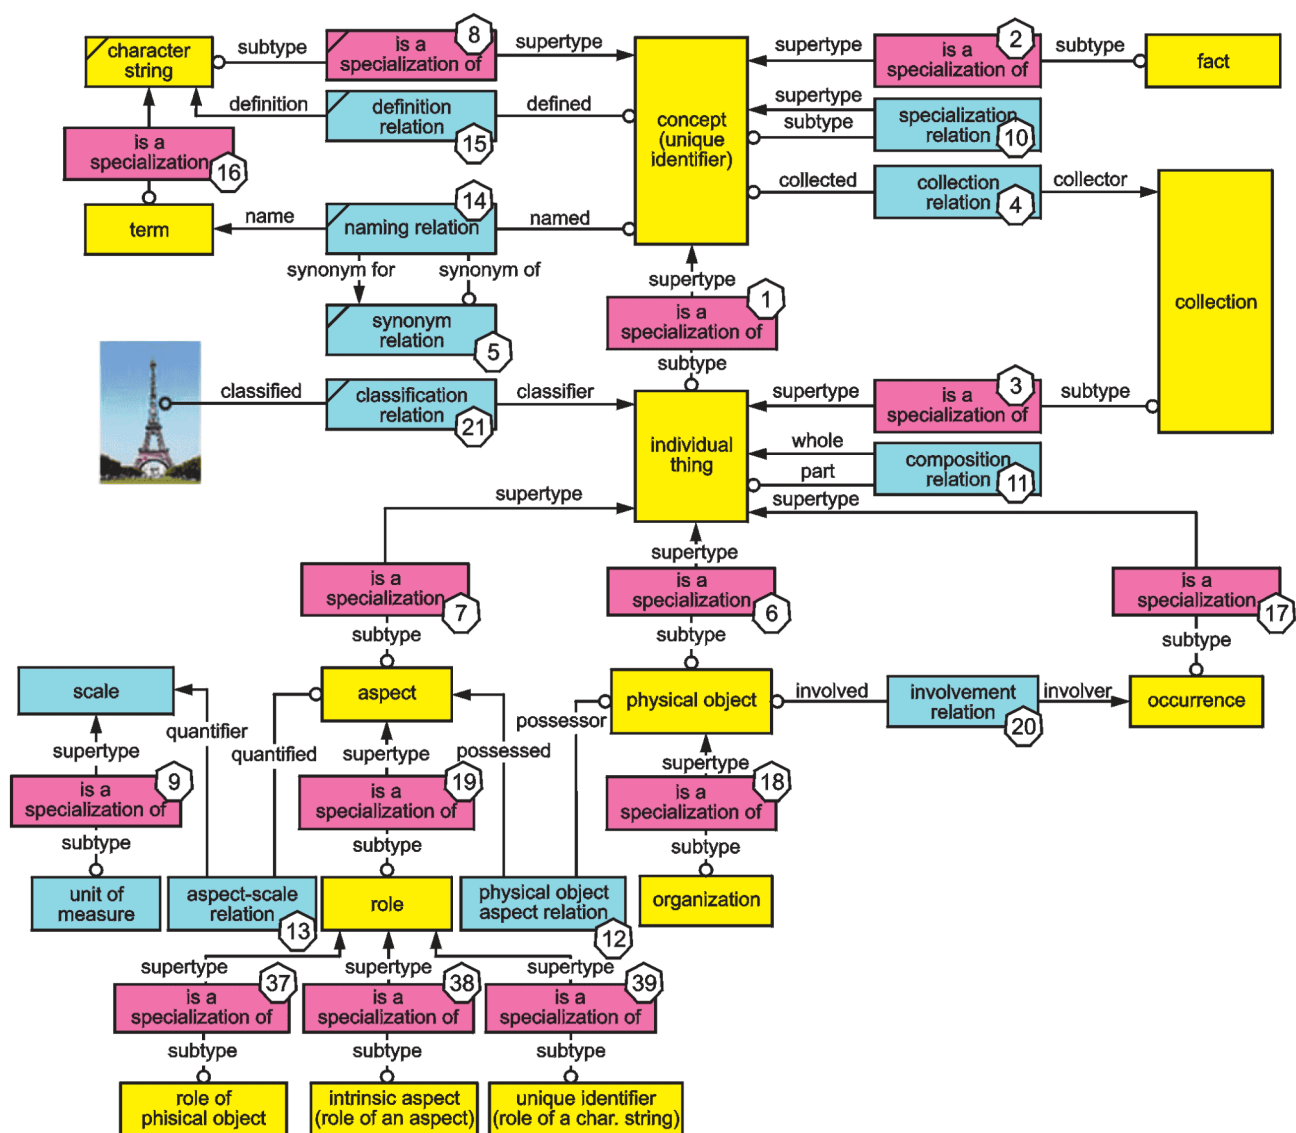 character
string
subtype
is a
specialization of
8
supertype
concept
(unique
identifier)
supertype
is a
specialization of
2
subtype
fact
definition
definition
relation
15
defined
supertype
subtype
specialization
relation
10
is a
specialization
16
collected
collection
relation
4
collector
collection
term
name
naming relation
14
named
synonym for
synonym of
synonym
relation
5
supertype
is a
specialization of
1
subtype
classified
classification
relation
21
classifier
individual
thing
supertype
is a
specialization of
3
subtype
whole
part
composition
relation
11
supertype
supertype
supertype
is a
specialization
7
subtype
is a
specialization
6
subtype
is a
specialization
17
subtype
scale
aspect
physical object
involved
involvement
relation
20
involver
occurrence
quantifier
quantified
possessed
possessor
supertype
is a
specialization of
9
subtype
supertype
is a
specialization of
19
subtype
supertype
is a
specialization of
18
subtype
unit of
measure
aspect-scale
relation
13
role
physical object
aspect relation
12
organization
supertype
is a
specialization of
37
subtype
supertype
is a
specialization of
38
subtype
supertype
is a
specialization of
39
subtype
role of
phisical object
intrinsic aspect
(role of an aspect)
unique identifier
(role of a char. string)